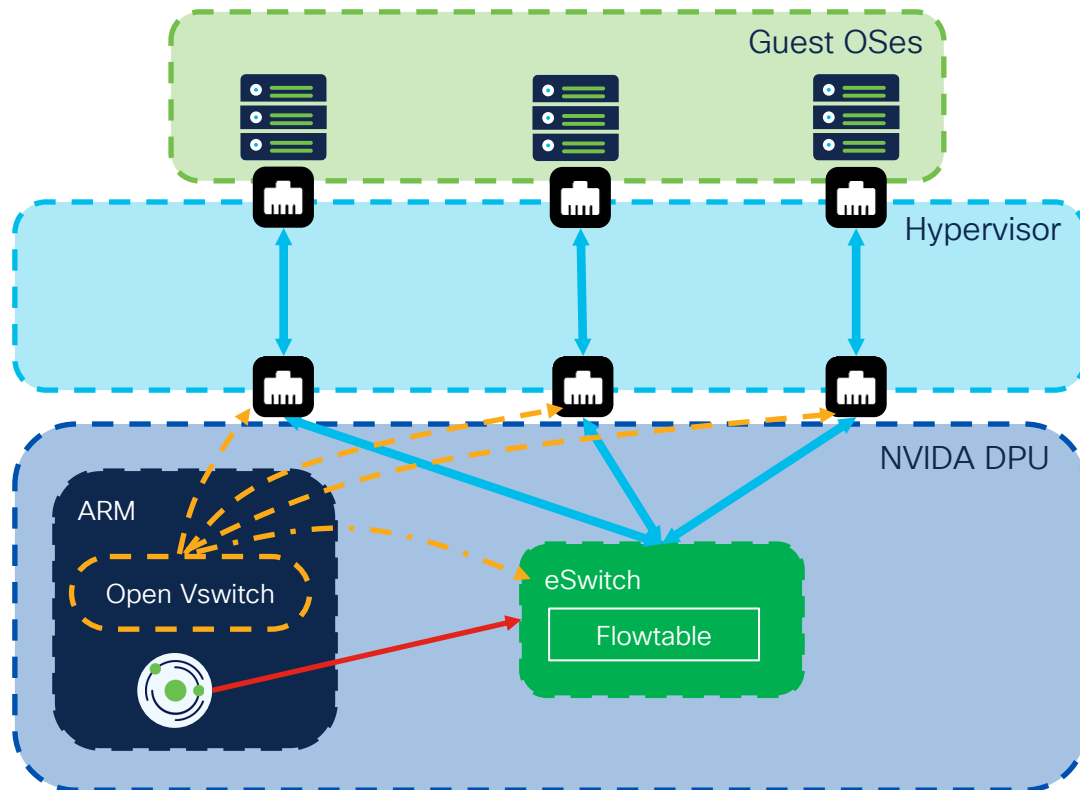 Guest OSes
Hypervisor
NVIDA DPU
ARM
Open Vswitch
eSwitch
Flowtable